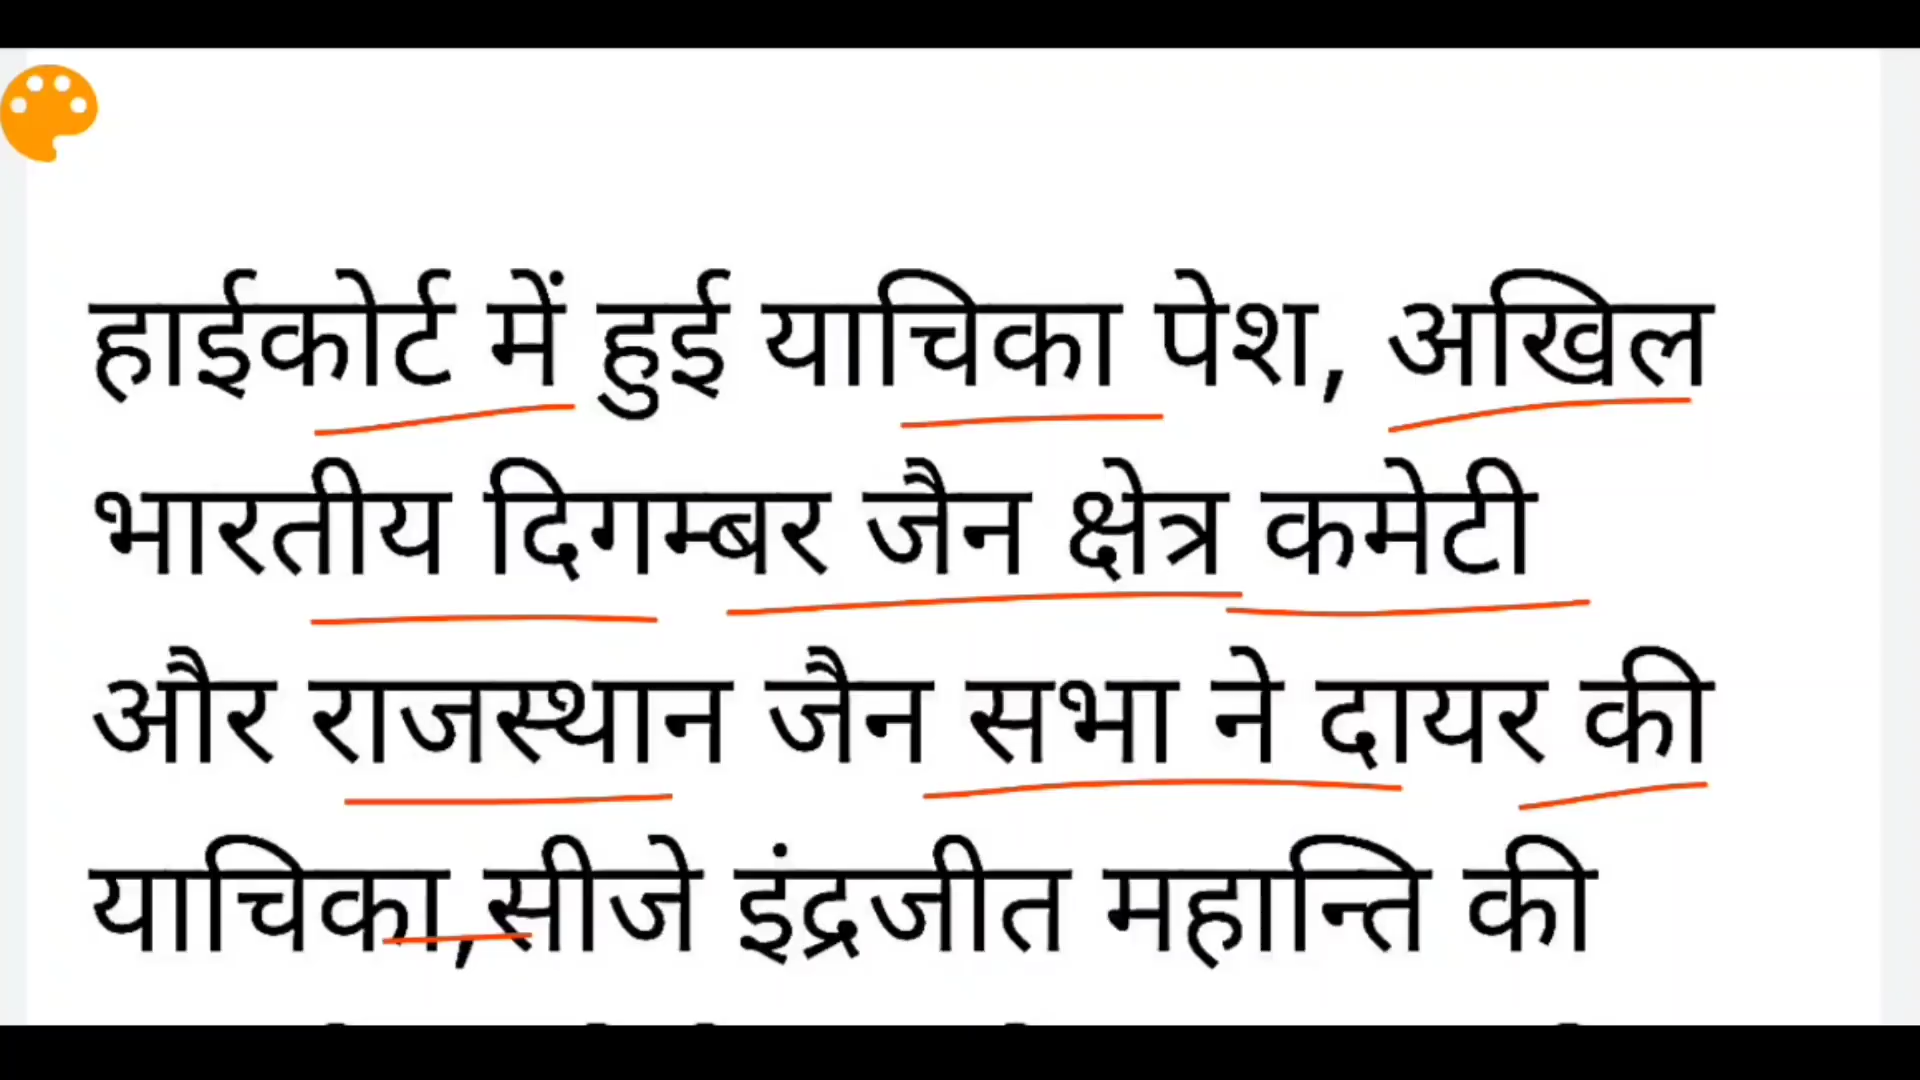 हाईकोर्ट में हुई याचिका पेश, अखिल
भारतीय दिगम्बर जैन क्षेत्र कमेटी
और राजस्थान जैन सभा ने दायर की
याचिका,सीजे इंद्रजीत महान्ति की